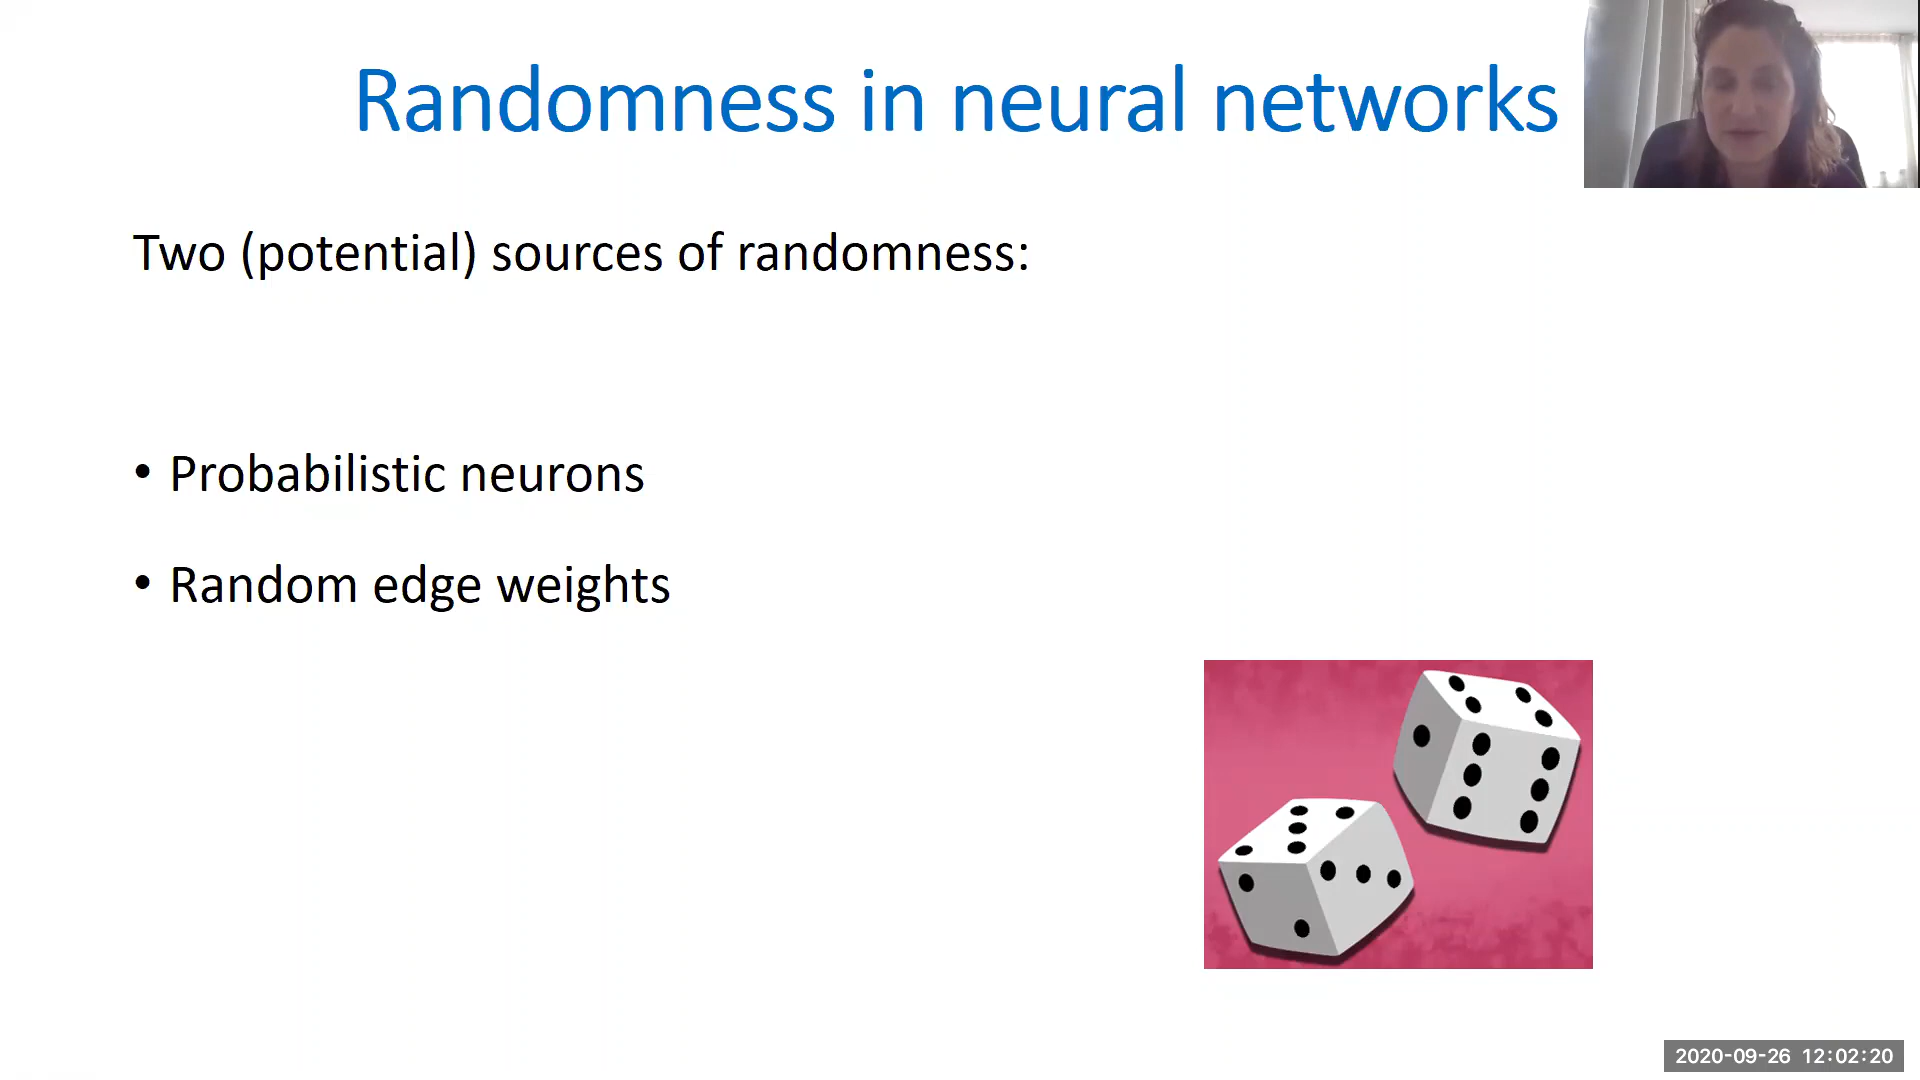 Randomness in neural networks
Two (potential) sources of randomness:
• Probabilistic neurons
• Random edge weights
2020-09-26 12:02:20